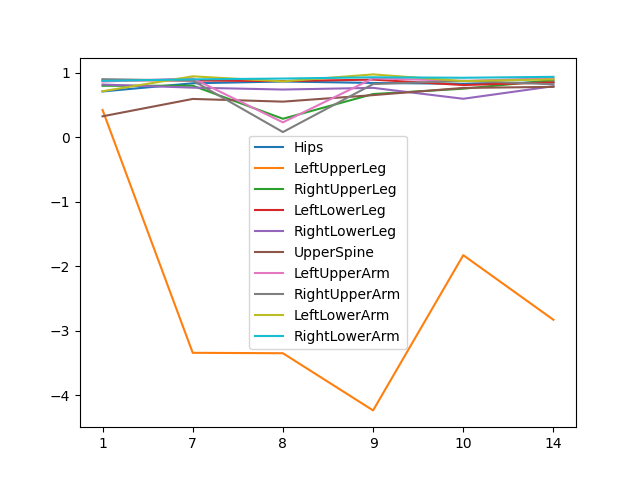 1
0
−1
−2
−3
−4
Hips
LeftUpperLeg
RightUpperLeg
LeftLowerLeg
RightLowerLeg
UpperSpine
LeftUpperArm
RightUpperArm
LeftLowerArm
RightLowerArm
1 7 8 9 10 14